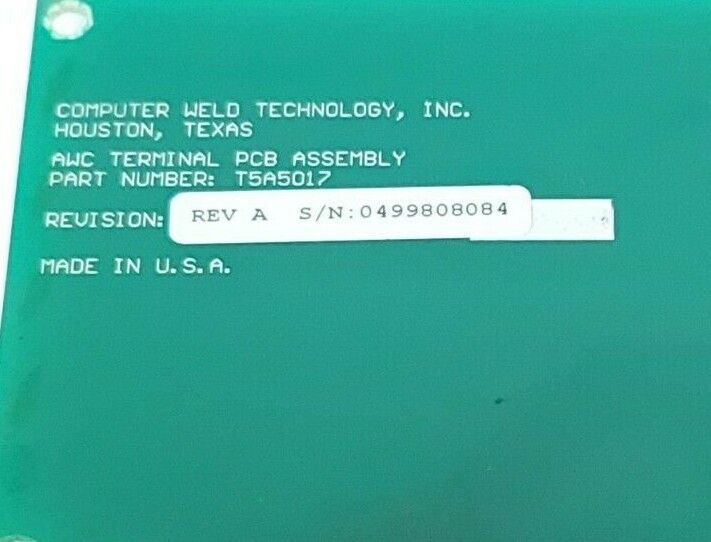 COMPUTER WELD TECHNOLOGY, INC.
HOUSTON, TEXAS
AWC TERMINAL PCB ASSEMBLY
PART NUMBER: T5A5017
REVISION: REV A S/N:0499808084
MADE IN U.S.A.